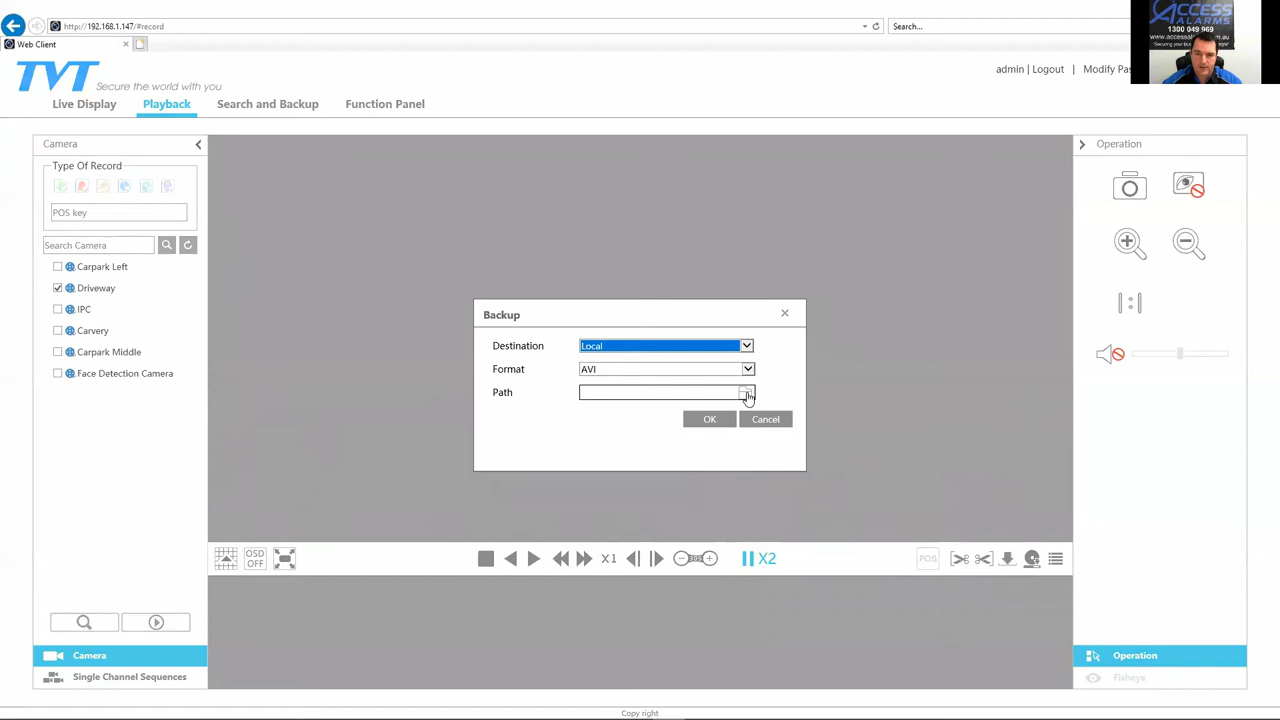 http://192.168.1.147/#record
Search...
Web Client
ACCESS
ALARMS
1300 049 969
TVT Secure the world with you
admin | Logout | Modify Pas
Live Display
Playback
Search and Backup
Function Panel
Camera
Operation
Type Of Record
POS key
Search Camera
Carpark Left
Driveway
IPC
Carvery
Carpark Middle
Face Detection Camera
Backup
Destination
Local
Format
AVI
Path
OK
Cancel
OSD
OFF
X1
30S
X2
POS
Camera
Single Channel Sequences
Operation
Fisheye
Copy right